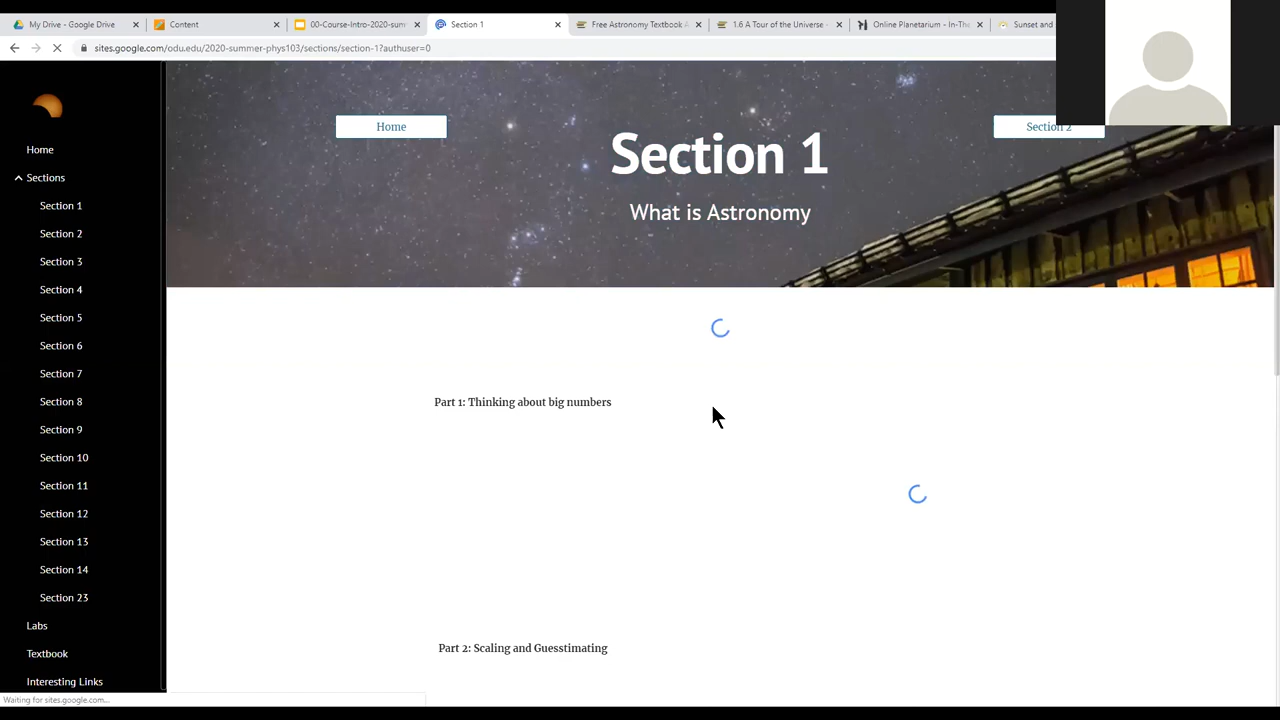 My Drive - Google Drive
Content
00-Course-Intro-2020-sum
Section 1
Free Astronomy Textbook
1.6 A Tour of the Universe -
Online Planetarium - In-The
Sunset and
sites.google.com/odu.edu/2020-summer-phys103/sections/section-1?authuser=0
Home
Section 2
Section 1
What is Astronomy
Home
Sections
Section 1
Section 2
Section 3
Section 4
Section 5
Section 6
Section 7
Section 8
Section 9
Section 10
Section 11
Section 12
Section 13
Section 14
Section 23
Labs
Textbook
Interesting Links
Part 1: Thinking about big numbers
Part 2: Scaling and Guesstimating
Waiting for sites.google.com...